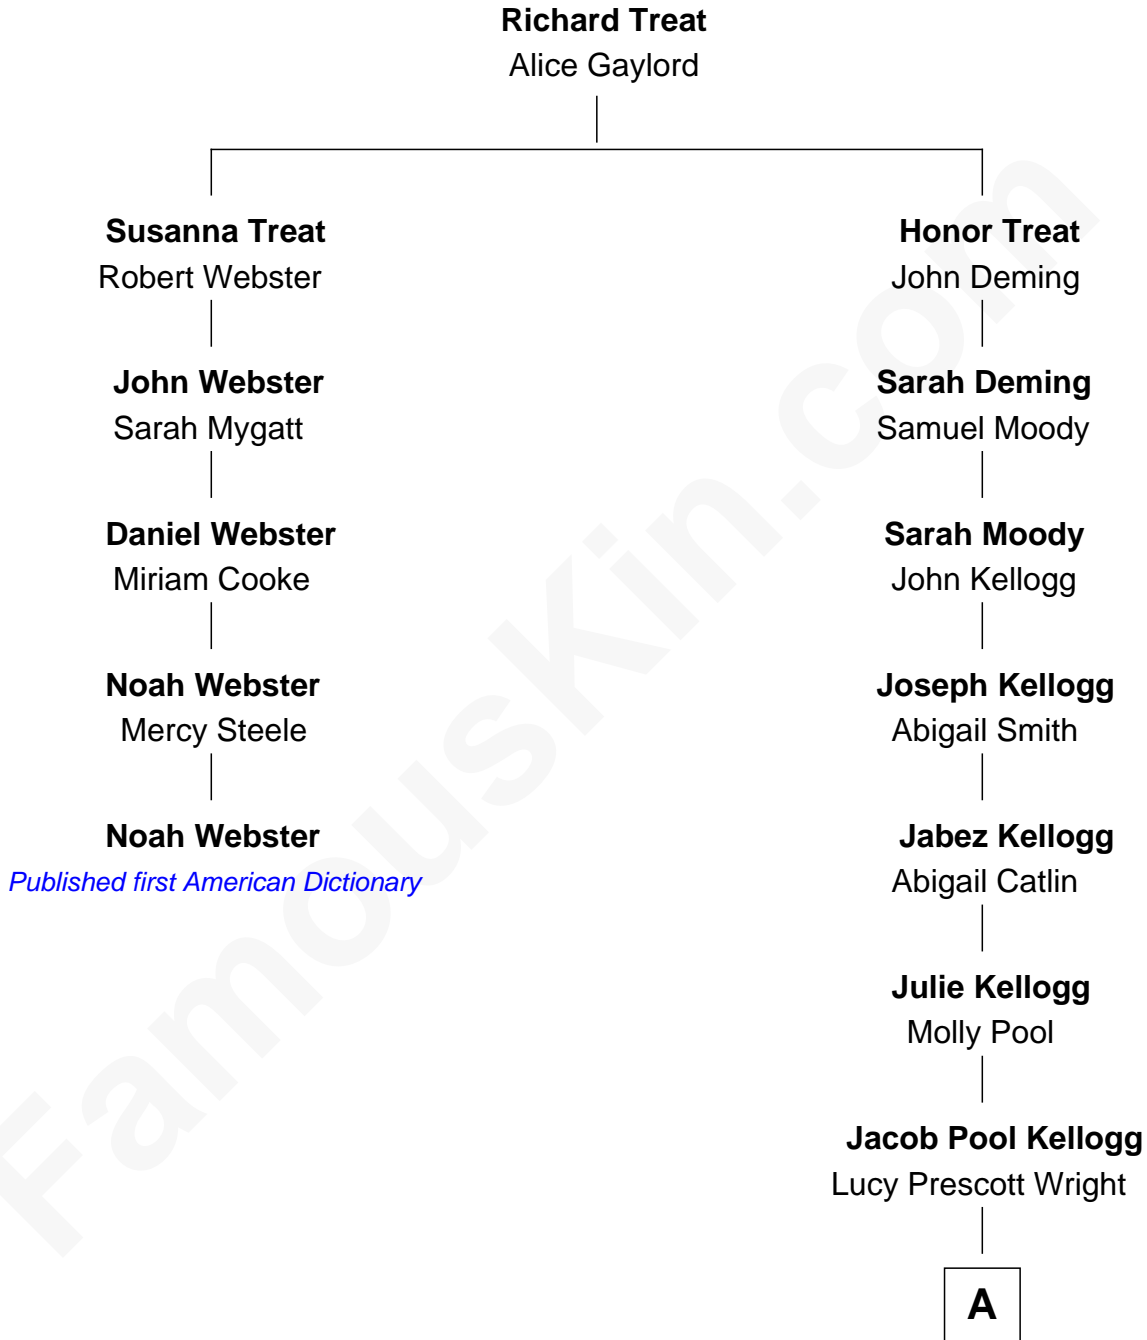 Richard Treat
Alice Gaylord
Susanna Treat
Robert Webster
John Webster
Sarah Mygatt
Daniel Webster
Miriam Cooke
Noah Webster
Mercy Steele
Noah Webster
Published first American Dictionary
Honor Treat
John Deming
Sarah Deming
Samuel Moody
Sarah Moody
John Kellogg
Joseph Kellogg
Abigail Smith
Jabez Kellogg
Abigail Catlin
Julie Kellogg
Molly Pool
Jacob Pool Kellogg
Lucy Prescott Wright
A
FamousKin.com